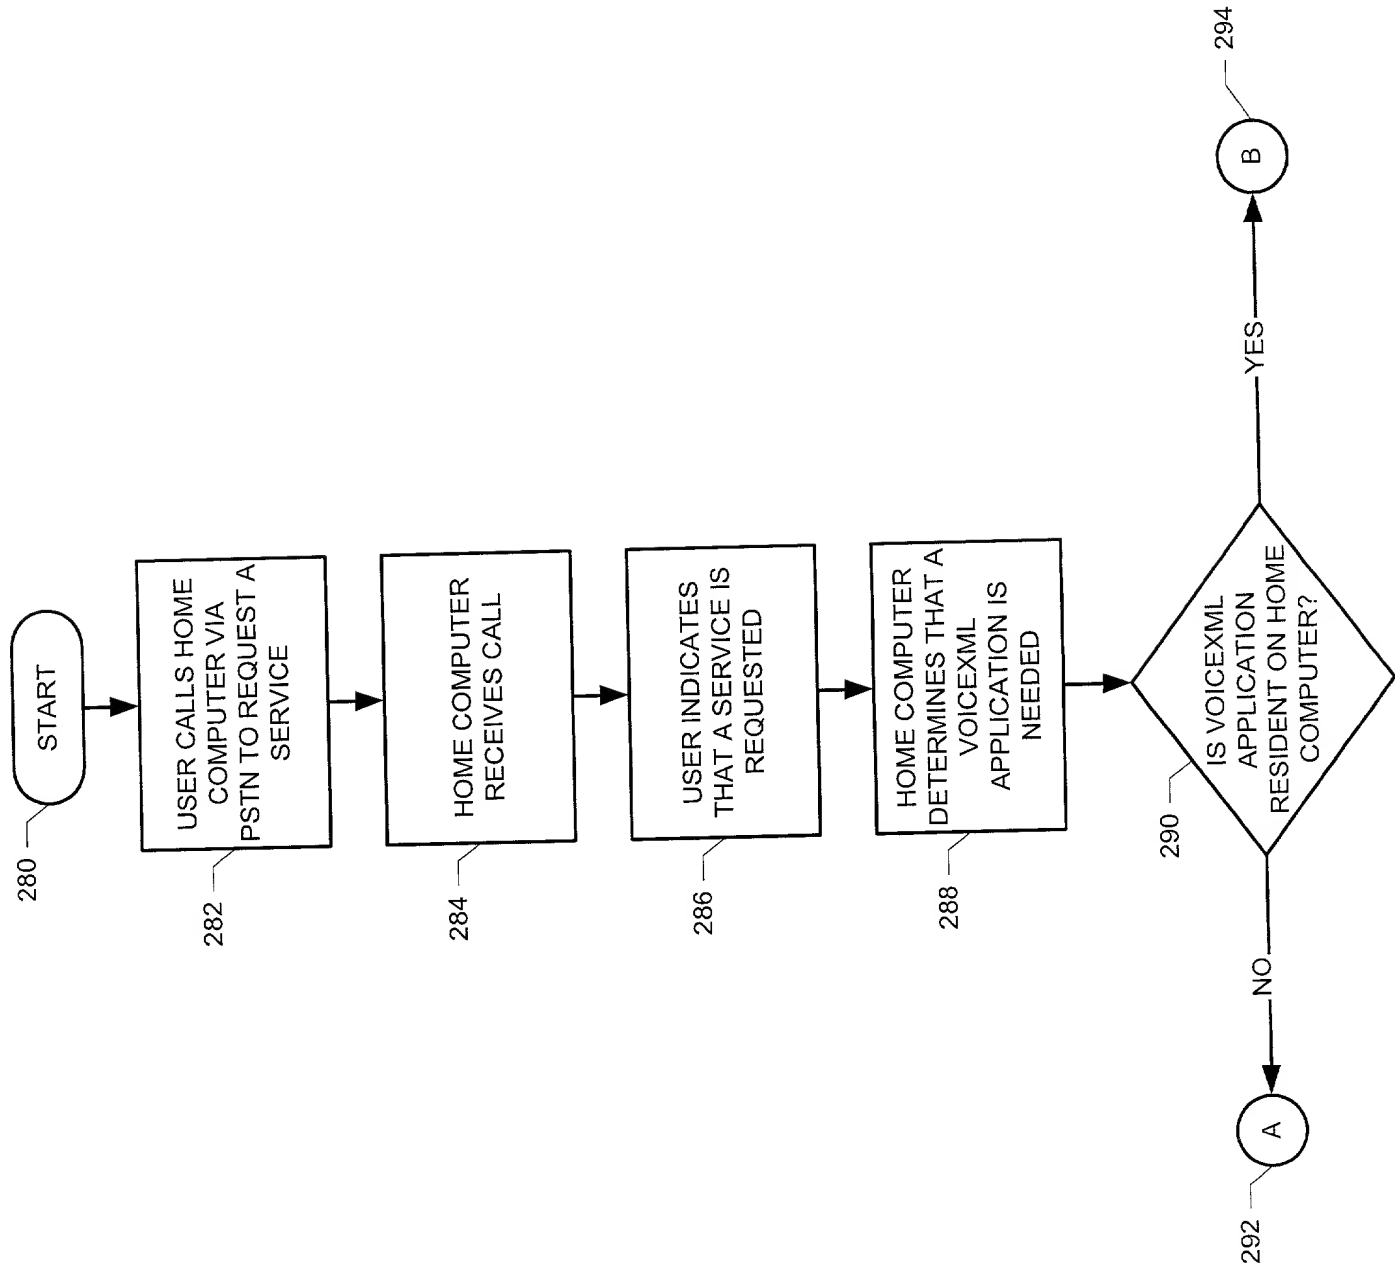 START
280
USER CALLS HOME
COMPUTER VIA
PSTN TO REQUEST A
SERVICE
282
HOME COMPUTER
RECEIVES CALL
284
USER INDICATES
THAT A SERVICE IS
REQUESTED
286
HOME COMPUTER
DETERMINES THAT A
VOICEXML
APPLICATION IS
NEEDED
288
IS VOICEXML
APPLICATION
RESIDENT ON HOME
COMPUTER?
290
NO
A
292
YES
B
294